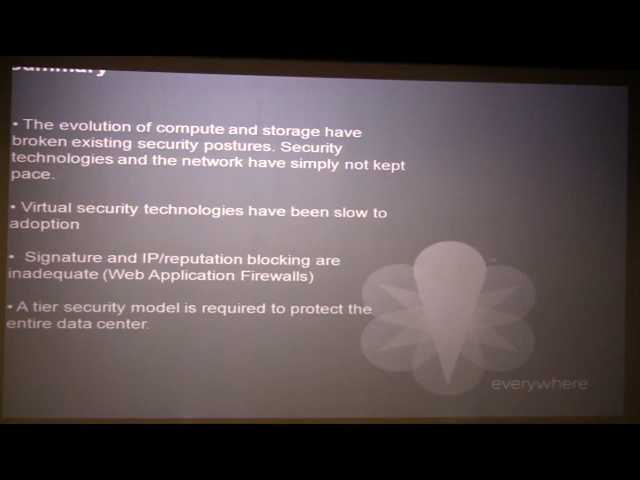 Summary
• The evolution of compute and storage have
broken existing security postures. Security
technologies and the network have simply not kept
pace.
• Virtual security technologies have been slow to
adoption
• Signature and IP/reputation blocking are
inadequate (Web Application Firewalls)
• A tier security model is required to protect the
entire data center.
everywhere